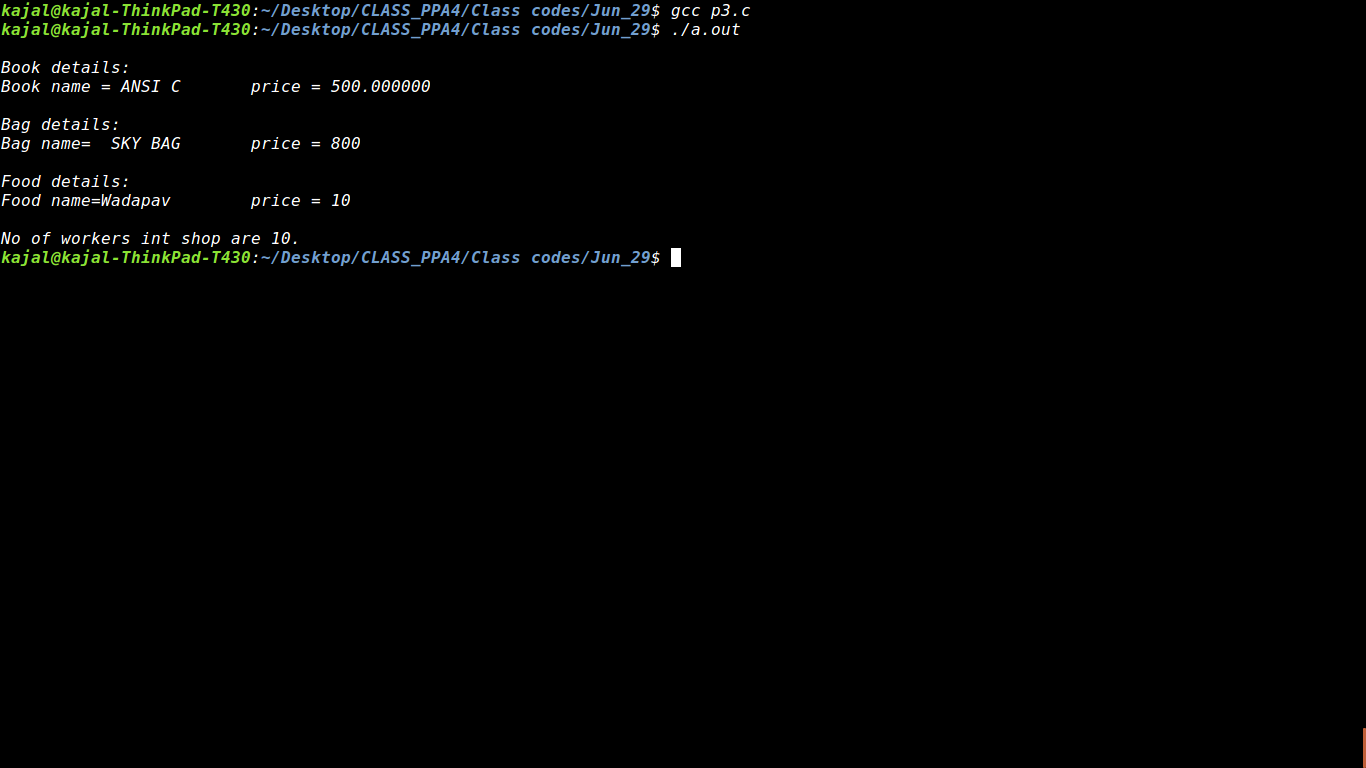 kajal@kajal-ThinkPad-T430:~/Desktop/CLASS_PPA4/Class codes/Jun_29$ gcc p3.c
kajal@kajal-ThinkPad-T430:~/Desktop/CLASS_PPA4/Class codes/Jun_29$ ./a.out
Book details:
Book name = ANSI C       price = 500.000000
Bag details:
Bag name=  SKY BAG       price = 800
Food details:
Food name=Wadapav        price = 10
No of workers int shop are 10.
kajal@kajal-ThinkPad-T430:~/Desktop/CLASS_PPA4/Class codes/Jun_29$